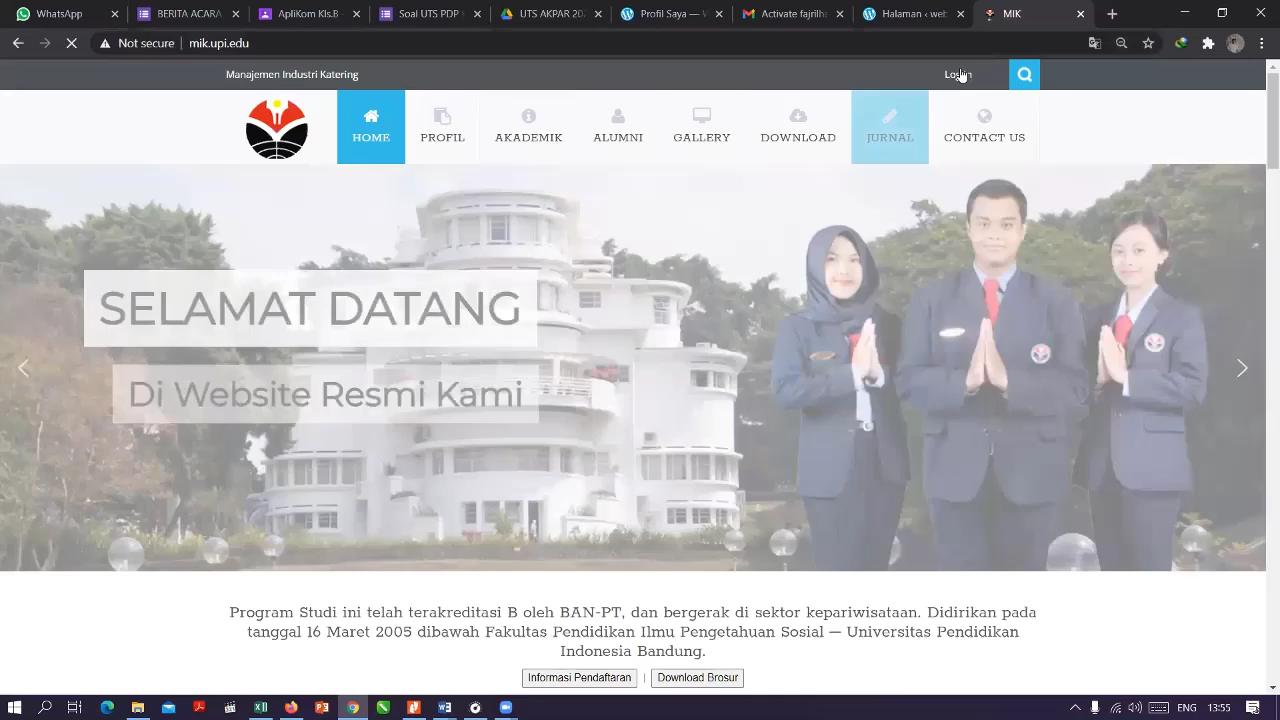 WhatsApp
BERITA ACARA
ApliKom Kls.B
Soal UTS PDP
UTS AKPAR 20
Profil Saya —
Activate fajrilh
Halaman ‹ web
MIK
Not secure | mik.upi.edu
Manajemen Industri Katering
Login
HOME
PROFIL
AKADEMIK
ALUMNI
GALLERY
DOWNLOAD
JURNAL
CONTACT US
SELAMAT DATANG
Di Website Resmi Kami
Program Studi ini telah terakreditasi B oleh BAN-PT, dan bergerak di sektor kepariwisataan. Didirikan pada
tanggal 16 Maret 2005 dibawah Fakultas Pendidikan Ilmu Pengetahuan Sosial — Universitas Pendidikan
Indonesia Bandung.
Informasi Pendaftaran | Download Brosur
ENG
13:55